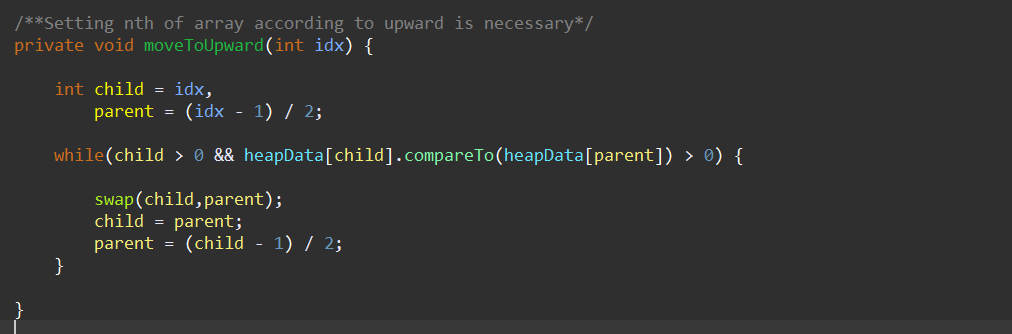 /**Setting nth of array according to upward is necessary*/
private void moveToUpward(int idx) {
int child = idx,
parent = (idx - 1) / 2;
while(child > 0 && heapData[child].compareTo(heapData[parent]) > 0) {
swap(child,parent);
child = parent;
parent = (child - 1) / 2;
}
}